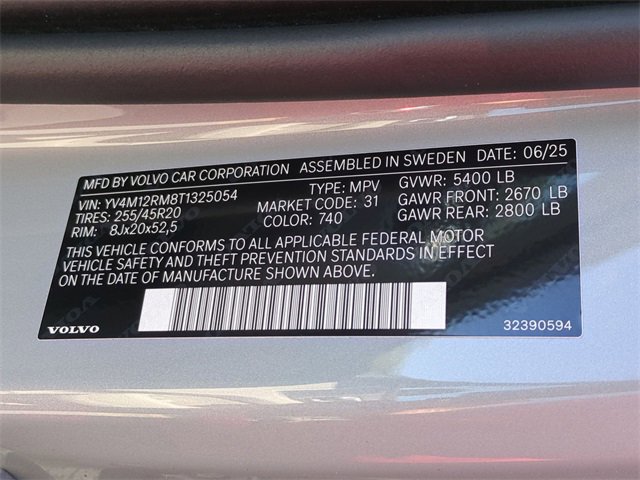 MFD BY VOLVO CAR CORPORATION ASSEMBLED IN SWEDEN DATE: 06/25
VIN: YV4M12RM8T1325054 TYPE: MPV GVWR: 5400 LB
TIRES: 255/45R20 MARKET CODE: 31 GAWR FRONT: 2670 LB
RIM: 8Jx20x52,5 COLOR: 740 GAWR REAR: 2800 LB
THIS VEHICLE CONFORMS TO ALL APPLICABLE FEDERAL MOTOR
VEHICLE SAFETY AND THEFT PREVENTION STANDARDS IN EFFECT
ON THE DATE OF MANUFACTURE SHOWN ABOVE.
VOLVO 32390594